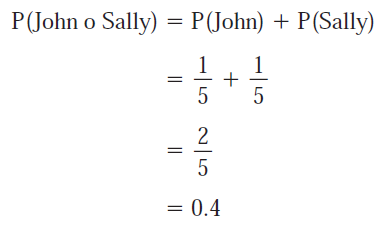 P(John o Sally) = P(John) + P(Sally)
= 1/5 + 1/5
= 2/5
= 0.4